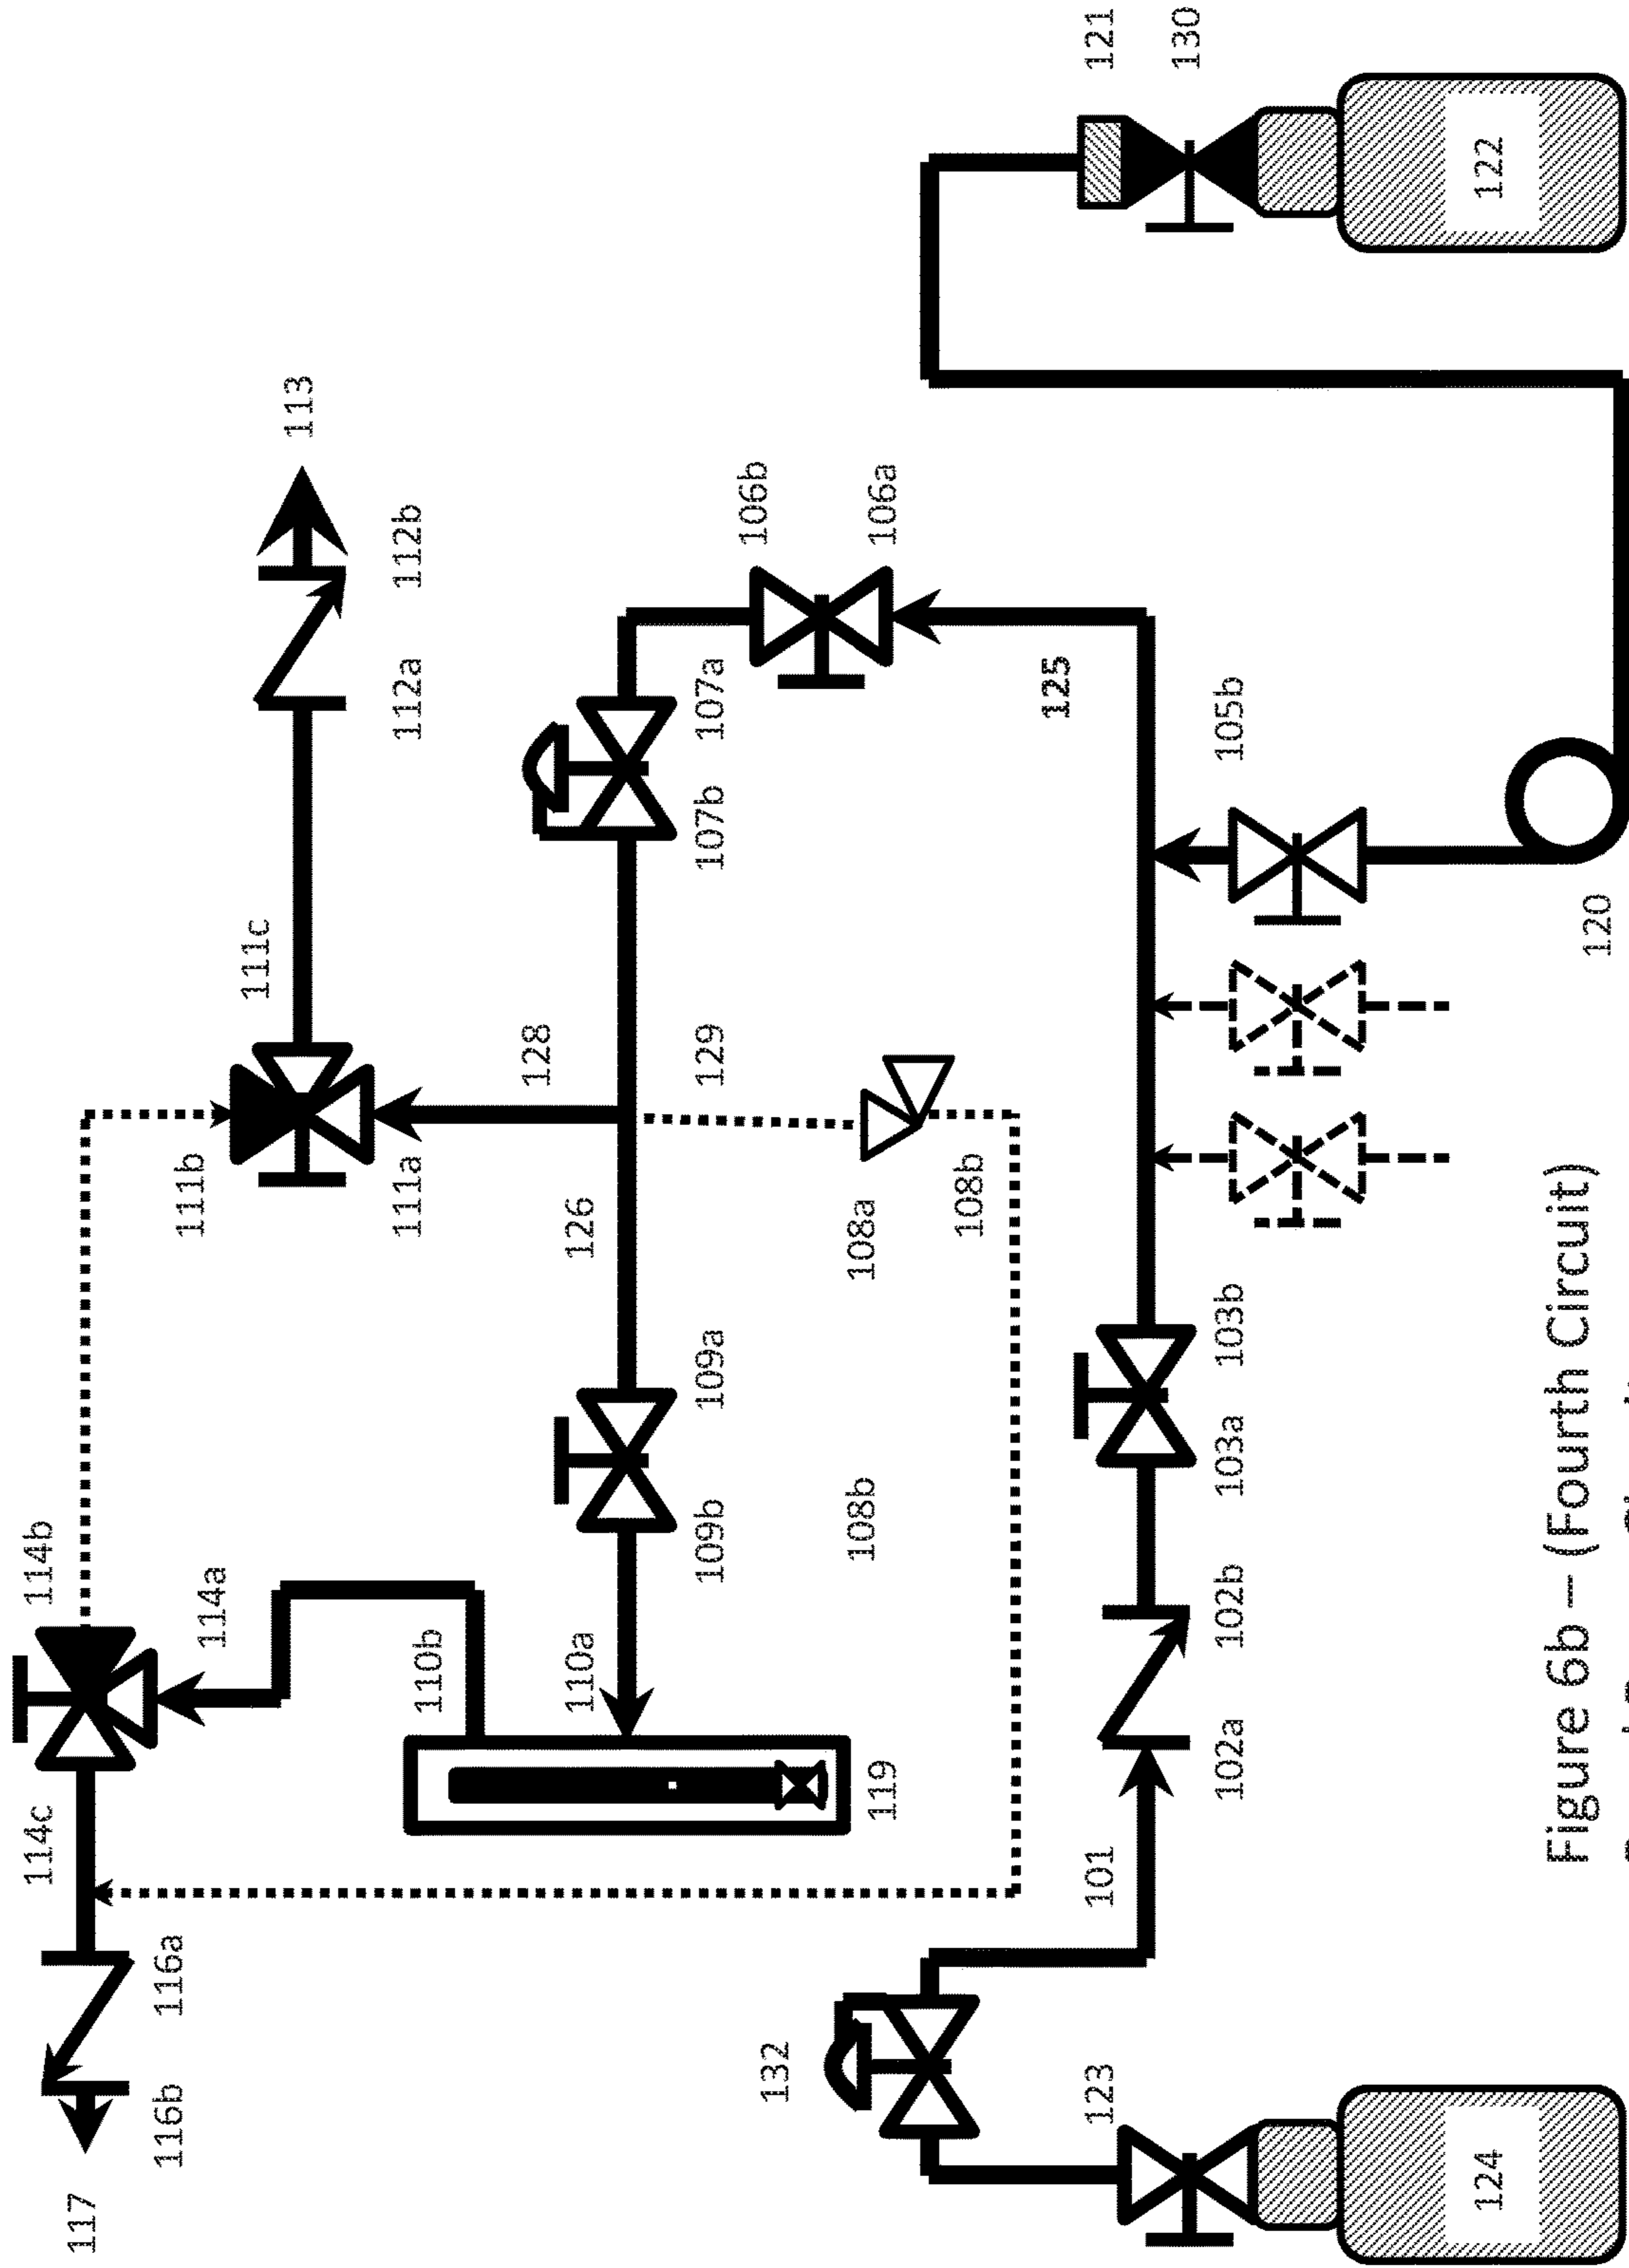 114c
114b
117
116b
116a
111b
114a
111c
113
111a
112a
112b
110b
128
110a
126
109b
109a
129
107b
107a
106b
132
108b
108a
119
106a
108b
125
123
101
121
130
102a
102b
103a
103b
105b
124
122
120
Figure 6b – (Fourth Circuit)